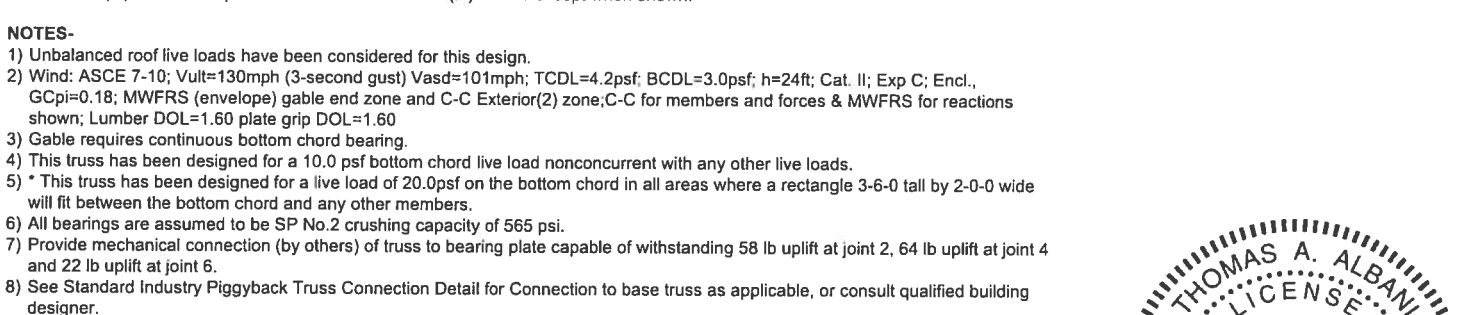 NOTES-
1) Unbalanced roof live loads have been considered for this design.
2) Wind: ASCE 7-10; Vult=130mph (3-second gust) Vasd=101mph; TCDL=4.2psf; BCDL=3.0psf; h=24ft; Cat. II; Exp C; Encl.,
GCpi=0.18; MWFRS (envelope) gable end zone and C-C Exterior(2) zone;C-C for members and forces & MWFRS for reactions
shown; Lumber DOL=1.60 plate grip DOL=1.60
3) Gable requires continuous bottom chord bearing.
4) This truss has been designed for a 10.0 psf bottom chord live load nonconcurrent with any other live loads.
5) * This truss has been designed for a live load of 20.0psf on the bottom chord in all areas where a rectangle 3-6-0 tall by 2-0-0 wide
will fit between the bottom chord and any other members.
6) All bearings are assumed to be SP No.2 crushing capacity of 565 psi.
7) Provide mechanical connection (by others) of truss to bearing plate capable of withstanding 58 lb uplift at joint 2, 64 lb uplift at joint 4
and 22 lb uplift at joint 6.
8) See Standard Industry Piggyback Truss Connection Detail for Connection to base truss as applicable, or consult qualified building
designer.
THOMAS A. ALBANI
LICENSE